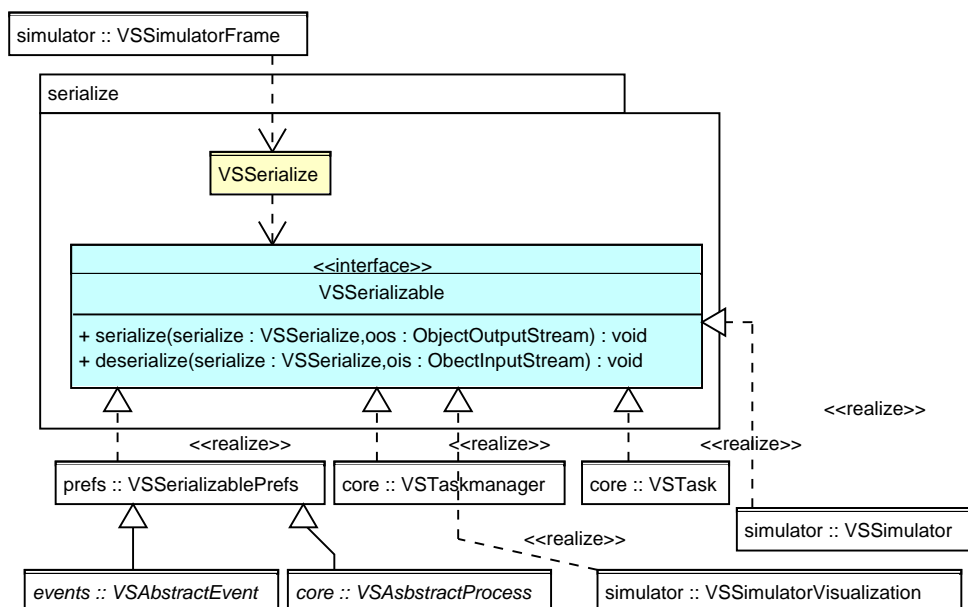 simulator :: VSSimulatorFrame
serialize
VSSerialize
<<interface>>
VSSerializable
+ serialize(serialize : VSSerialize,oos : ObjectOutputStream) : void
+ deserialize(serialize : VSSerialize,ois : ObectInputStream) : void
<<realize>>
<<realize>> <<realize>> <<realize>>
prefs :: VSSerializablePrefs core :: VSTaskmanager core :: VSTask
simulator :: VSSimulator
<<realize>>
events :: VSAbstractEvent core :: VSAsbstractProcess simulator :: VSSimulatorVisualization